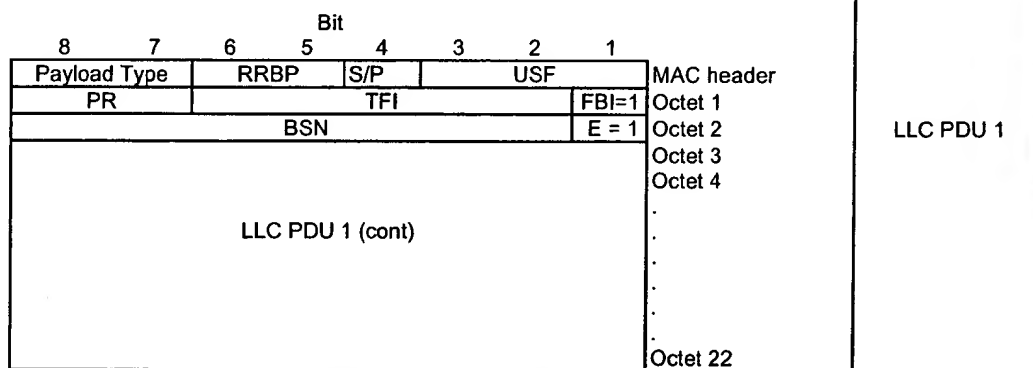 Bit
8 7 6 5 4 3 2 1
Payload Type RRBP S/P USF MAC header
PR TFI FBI=1 Octet 1
BSN E = 1 Octet 2 LLC PDU 1
Octet 3
Octet 4
.
LLC PDU 1 (cont)
.
.
.
.
.
Octet 22